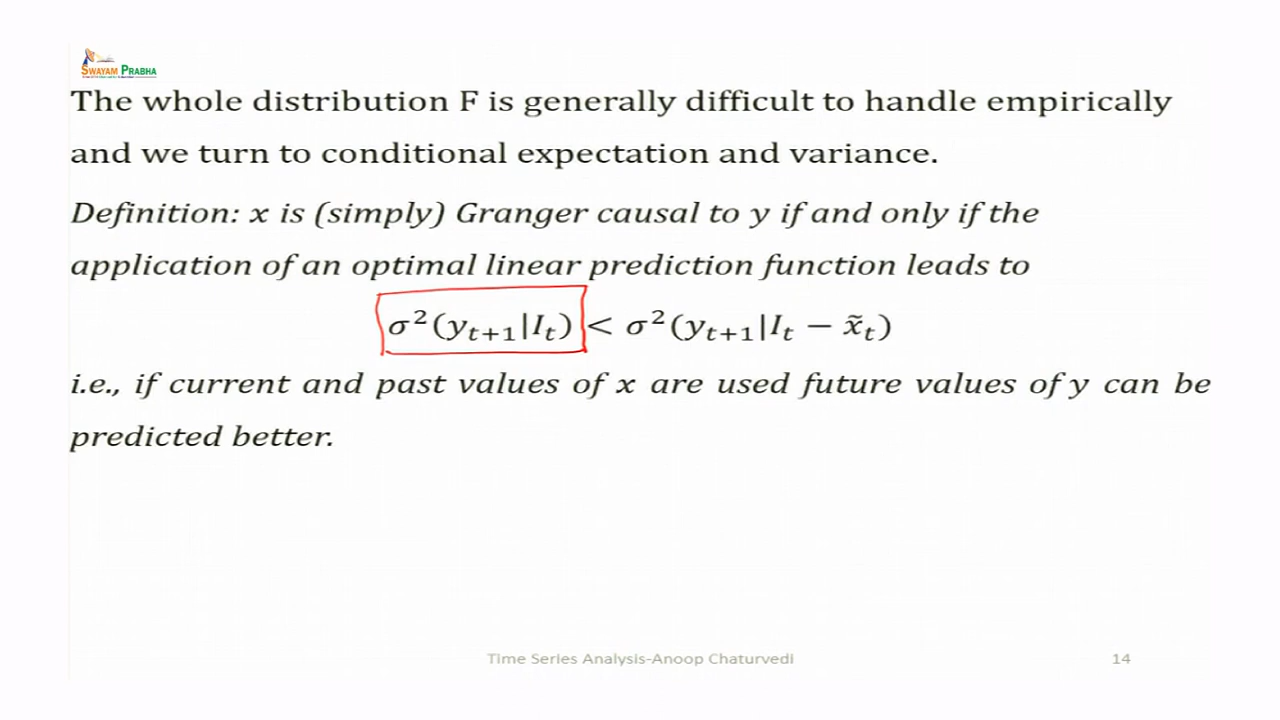 SWAYAM PRABHA
The whole distribution F is generally difficult to handle empirically
and we turn to conditional expectation and variance.
Definition: x is (simply) Granger causal to y if and only if the
application of an optimal linear prediction function leads to
σ²(yₜ₊₁|Iₜ) < σ²(yₜ₊₁|Iₜ − x̃ₜ)
i.e., if current and past values of x are used future values of y can be
predicted better.
Time Series Analysis-Anoop Chaturvedi
14